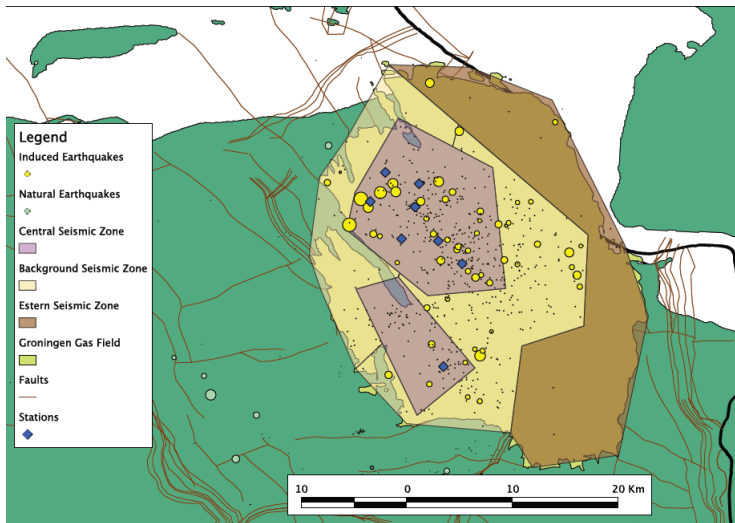 Legend
Induced Earthquakes
Natural Earthquakes
Central Seismic Zone
Background Seismic Zone
Estern Seismic Zone
Groningen Gas Field
Faults
Stations
10 0 10 20 Km